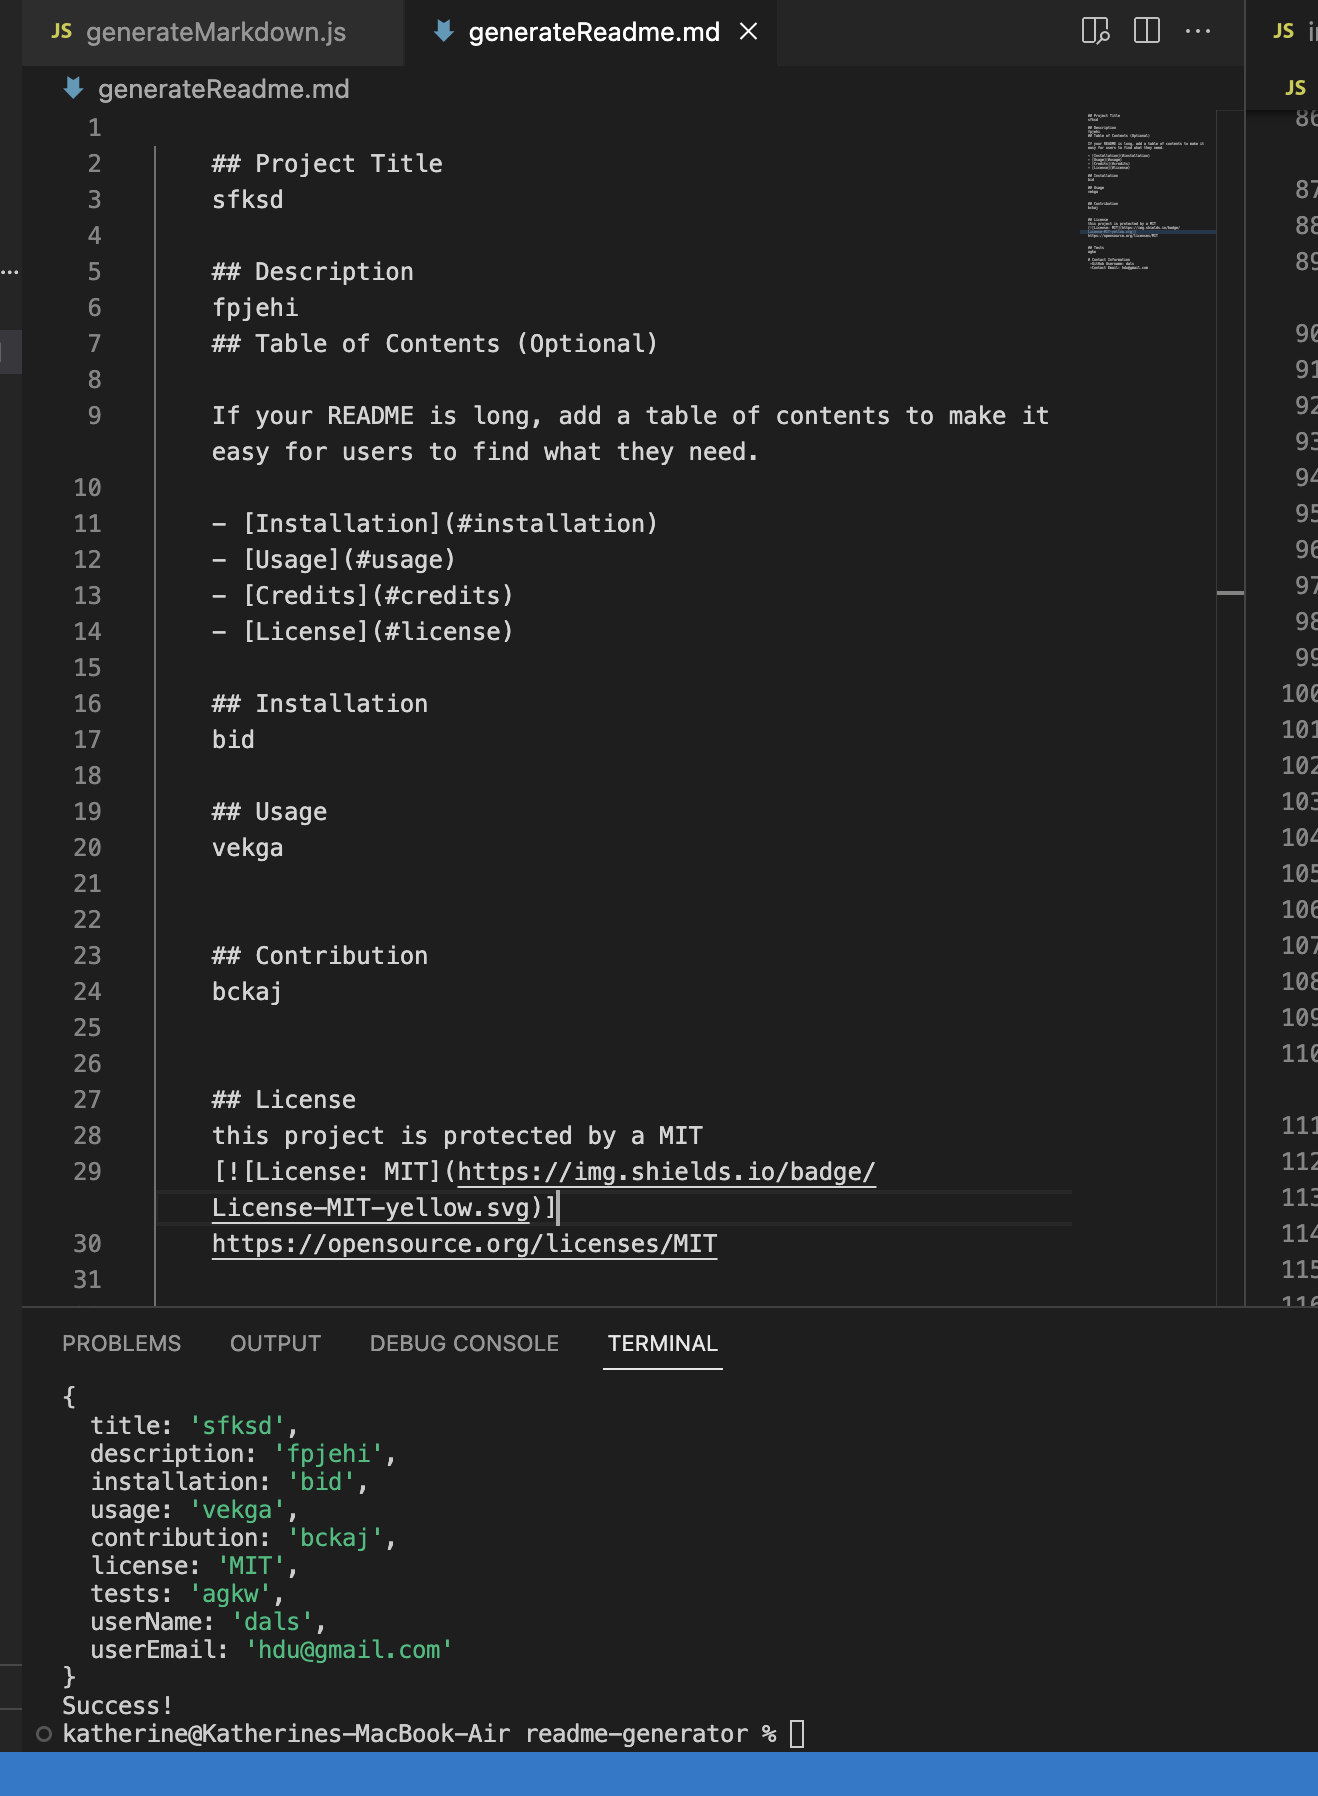 JS generateMarkdown.js
generateReadme.md
JS
generateReadme.md
JS
1
2 ## Project Title
3 sfksd
4
5 ## Description
6 fpjehi
7 ## Table of Contents (Optional)
8
9 If your README is long, add a table of contents to make it
easy for users to find what they need.
10
11 - [Installation](#installation)
12 - [Usage](#usage)
13 - [Credits](#credits)
14 - [License](#license)
15
16 ## Installation
17 bid
18
19 ## Usage
20 vekga
21
22
23 ## Contribution
24 bckaj
25
26
27 ## License
28 this project is protected by a MIT
29 [![License: MIT](https://img.shields.io/badge/
License-MIT-yellow.svg)]
30 https://opensource.org/licenses/MIT
31
86
87
88
89
90
91
92
93
94
95
96
97
98
99
100
101
102
103
104
105
106
107
108
109
110
111
112
113
114
115
116
PROBLEMS OUTPUT DEBUG CONSOLE TERMINAL
{
title: 'sfksd',
description: 'fpjehi',
installation: 'bid',
usage: 'vekga',
contribution: 'bckaj',
license: 'MIT',
tests: 'agkw',
userName: 'dals',
userEmail: 'hdu@gmail.com'
}
Success!
katherine@Katherines-MacBook-Air readme-generator %